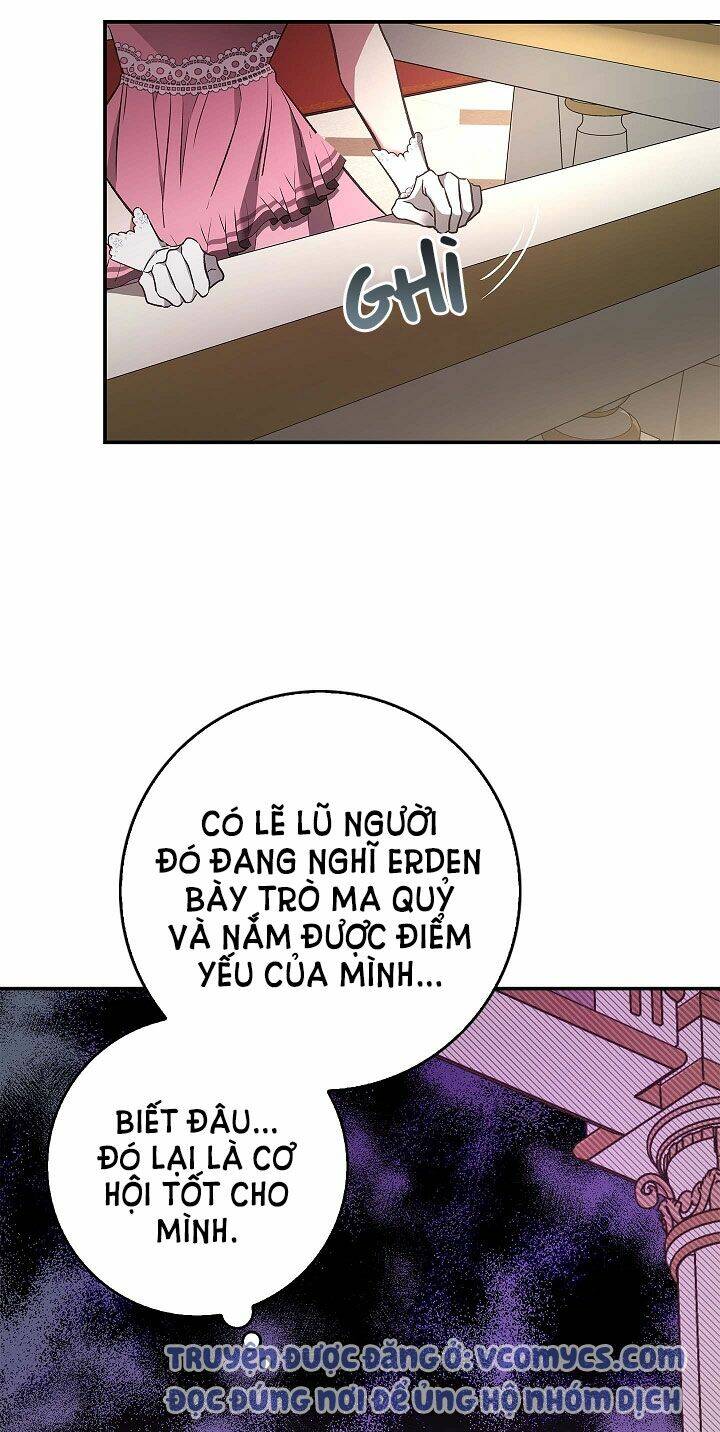 GHÌ
CÓ LẼ LŨ NGƯỜI
ĐÓ ĐANG NGHĨ ERDEN
BÀY TRÒ MA QUỶ
VÀ NẮM ĐƯỢC ĐIỂM
YẾU CỦA MÌNH...
BIẾT ĐÂU...
ĐÓ LẠI LÀ CƠ
HỘI TỐT CHO
MÌNH.
TRUYỆN ĐƯỢC ĐĂNG Ở: VCOMYCS.COM
ĐỌC ĐÚNG NƠI ĐỂ ỦNG HỘ NHÓM DỊCH